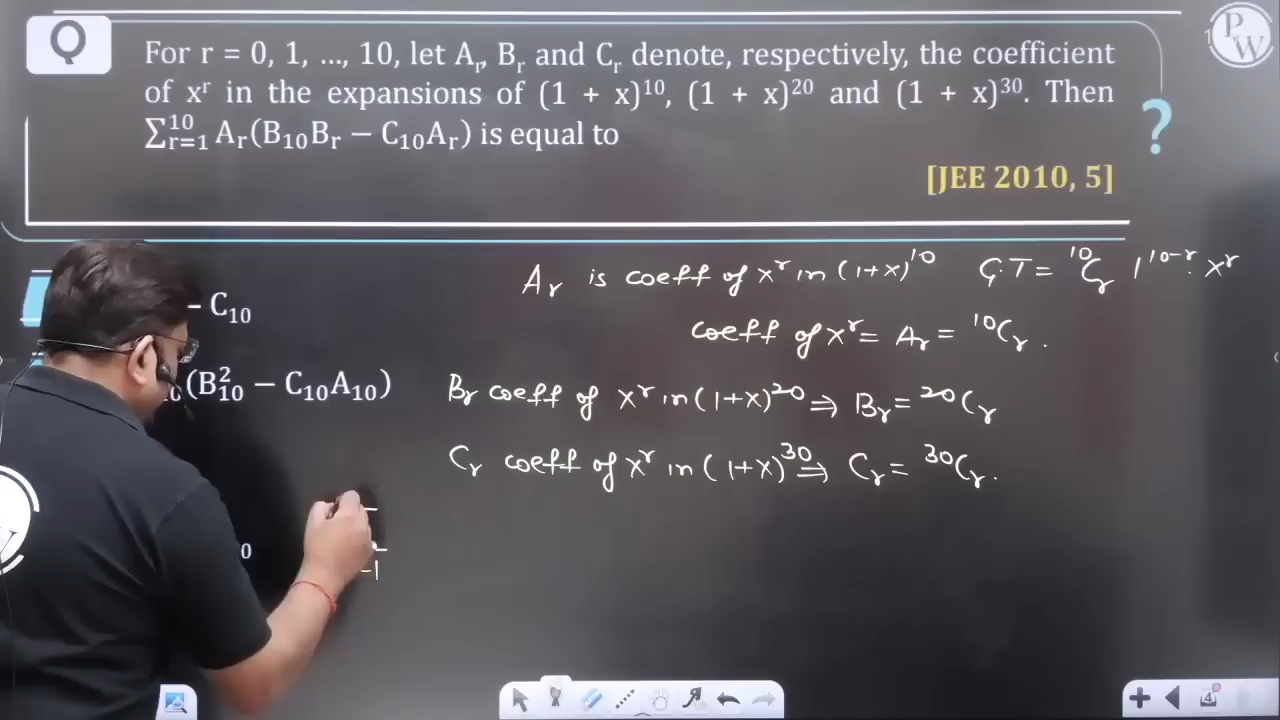 Q
For r = 0, 1, ..., 10, let Aᵣ, Bᵣ and Cᵣ denote, respectively, the coefficient
of xʳ in the expansions of (1 + x)¹⁰, (1 + x)²⁰ and (1 + x)³⁰. Then
∑¹⁰ᵣ₌₁ Aᵣ(B₁₀Bᵣ − C₁₀Aᵣ) is equal to
?
[JEE 2010, 5]
PW
Aᵣ is coeff of xʳ in (1+x)¹⁰ G.T = ¹⁰Cᵣ 1¹⁰⁻ʳ. xʳ
− C₁₀
coeff of xʳ = Aᵣ = ¹⁰Cᵣ.
(B²₁₀ − C₁₀A₁₀)
Bᵣ coeff of xʳ in (1+x)²⁰ ⇒ Bᵣ = ²⁰Cᵣ
Cᵣ coeff of xʳ in (1+x)³⁰ ⇒ Cᵣ = ³⁰Cᵣ.